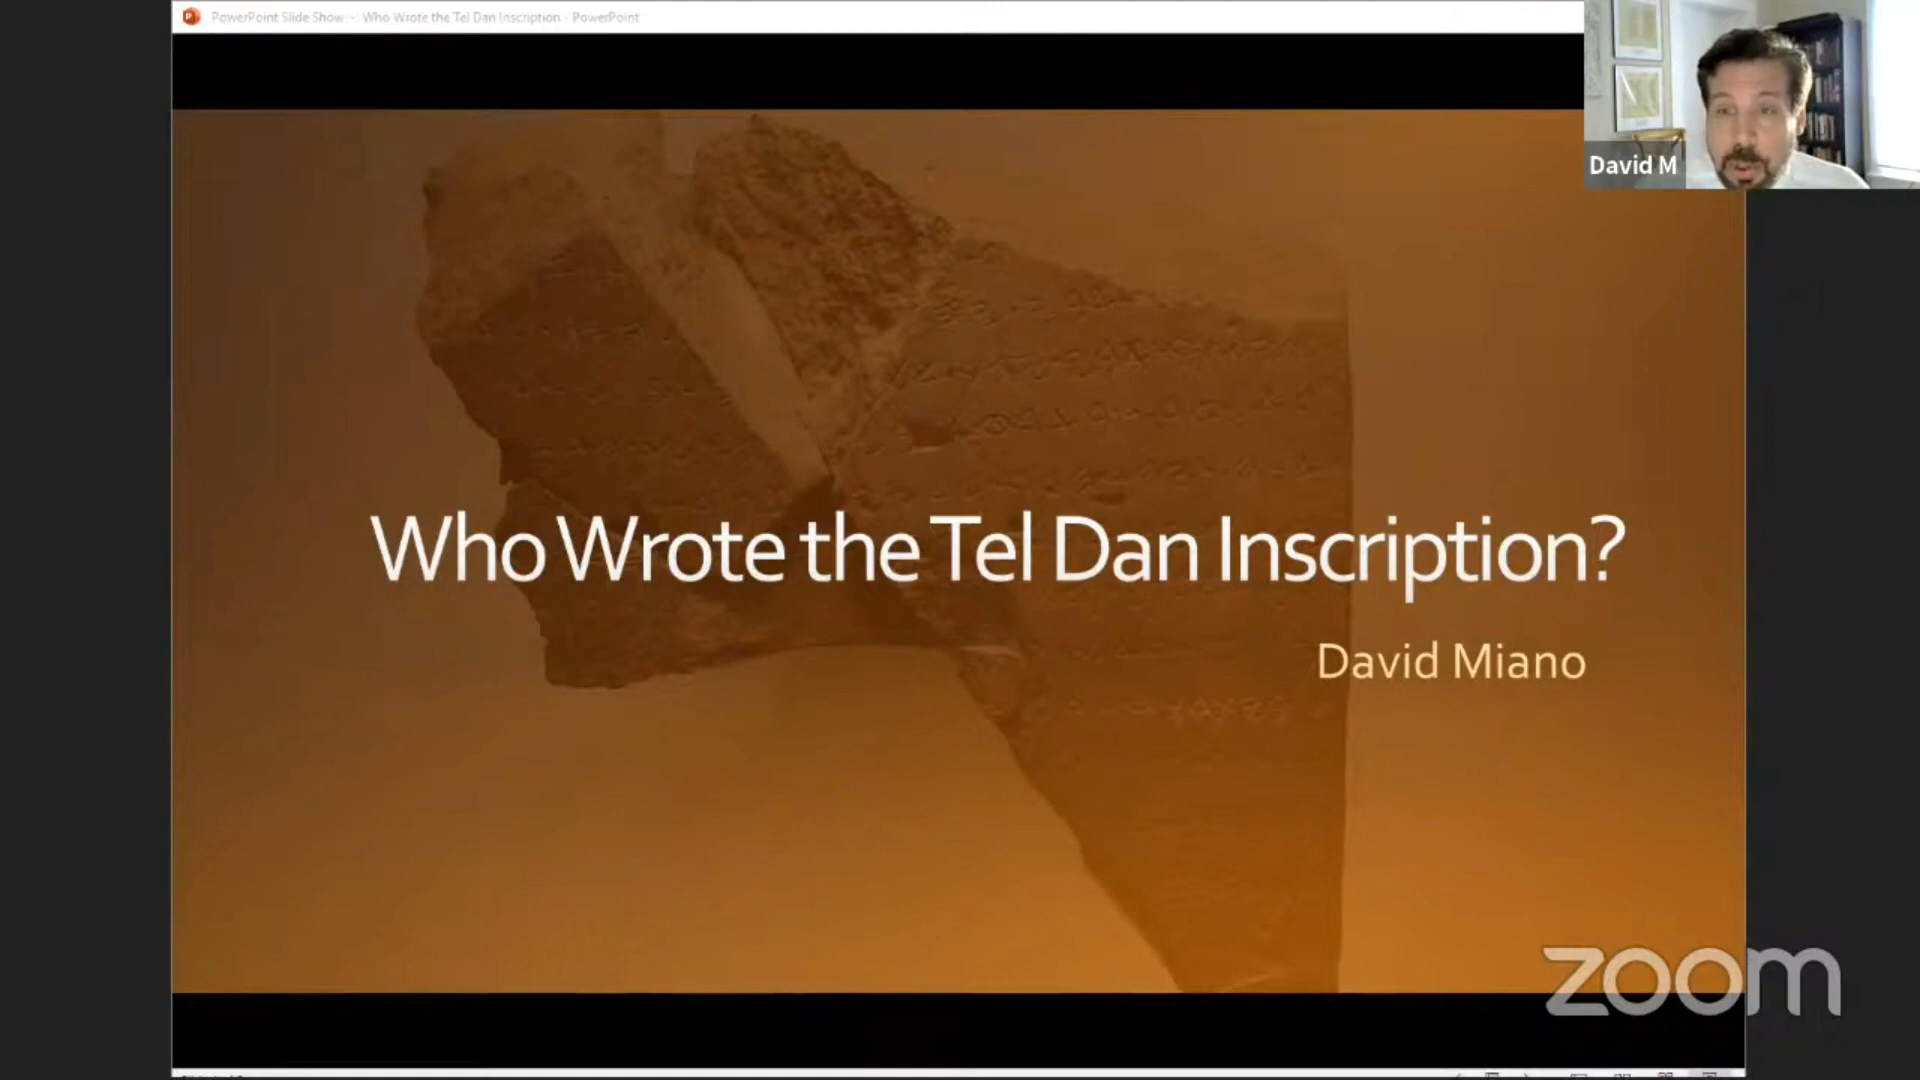 PowerPoint Slide Show - Who Wrote the Tel Dan Inscription - PowerPoint
David M
Who Wrote the Tel Dan Inscription?
David Miano
zoom